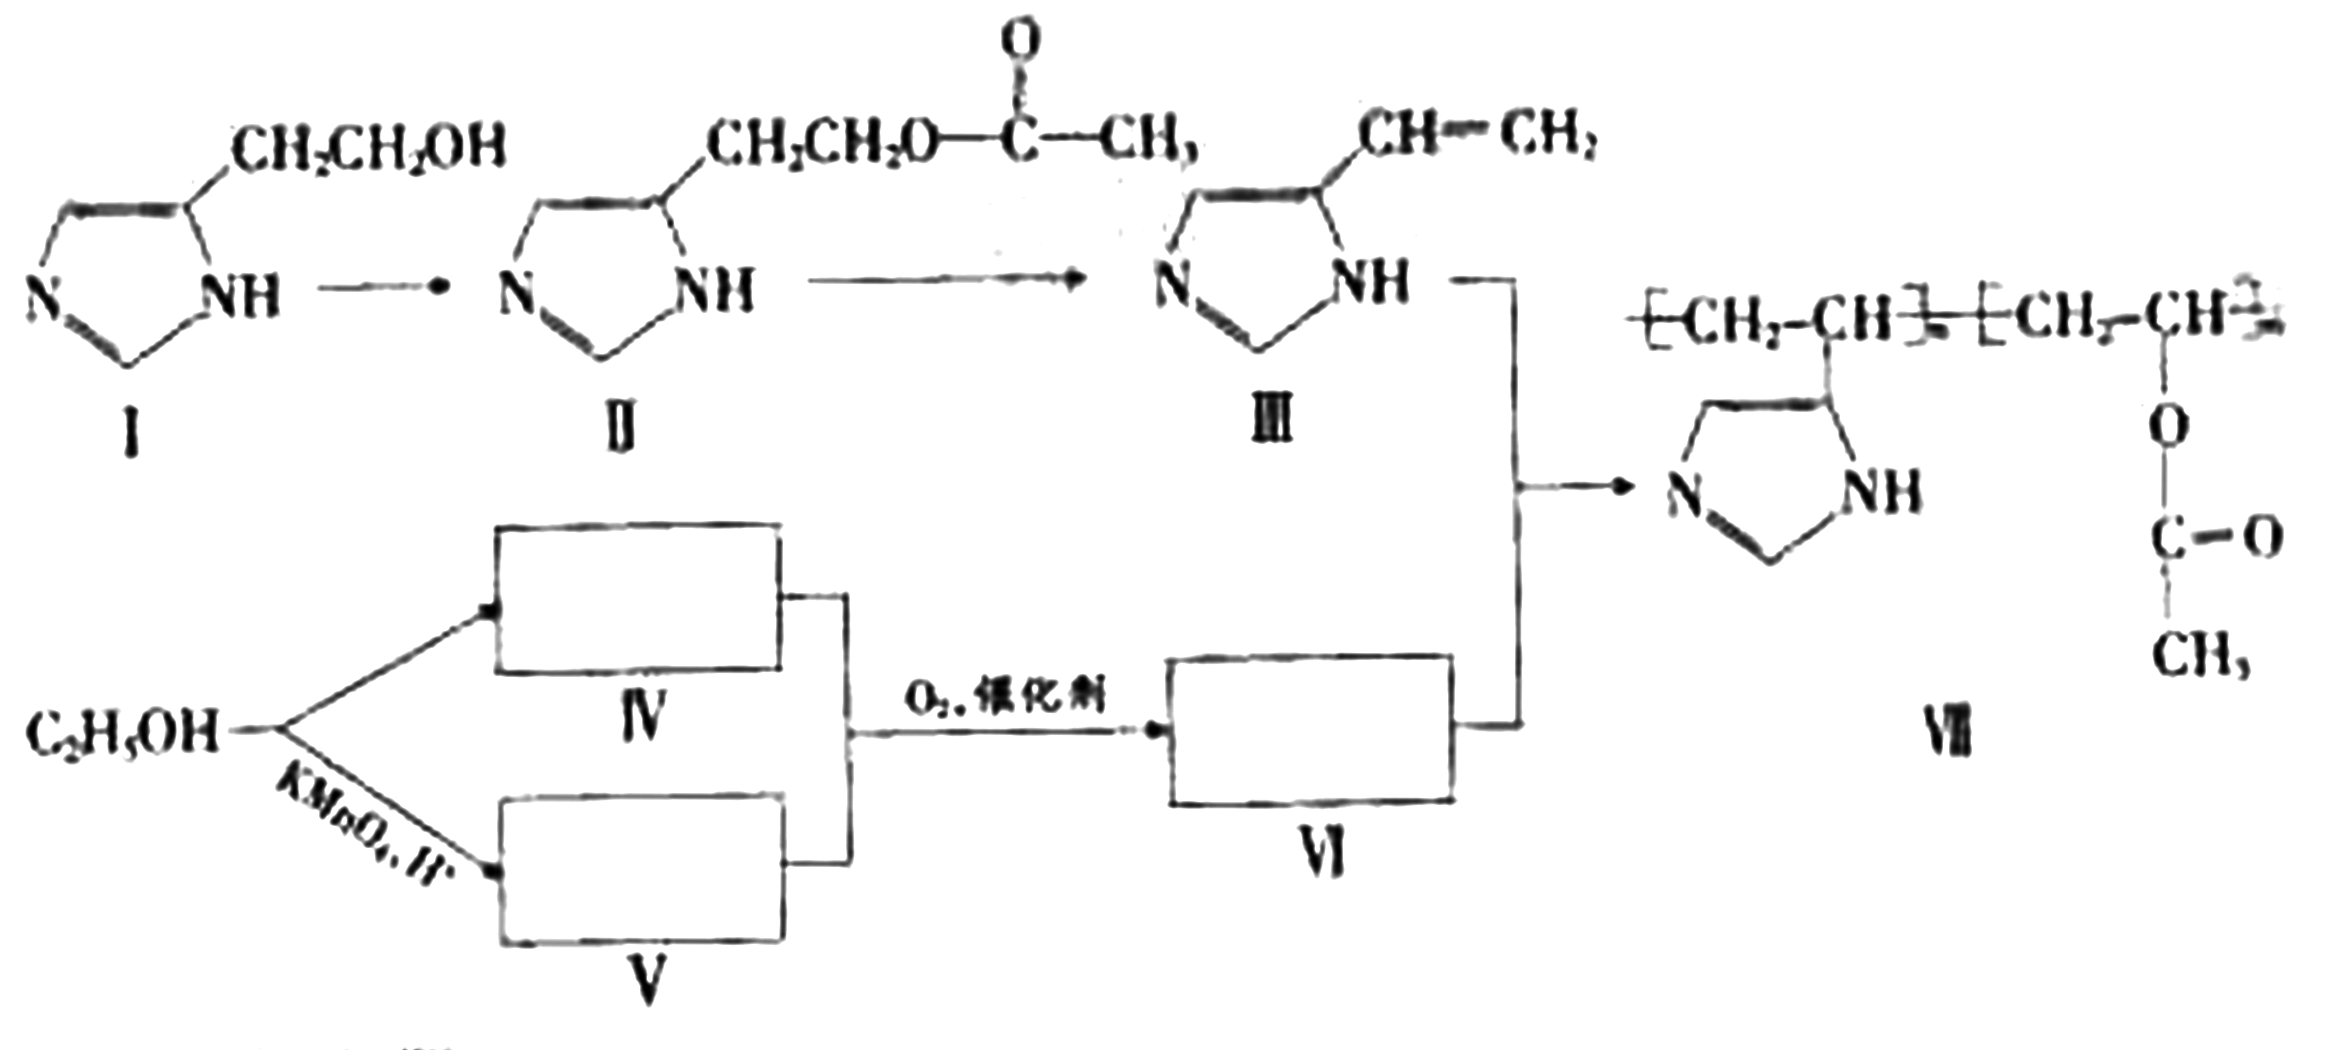 O
CH₂CH₂OH
CH₂CH₂O—C—CH₃
CH=CH₂
N NH
N NH
N NH
Ⅰ
Ⅱ
Ⅲ
-[CH₂-CH]ₙ-[CH₂-CH]ₘ
O
N NH
C=O
CH₃
Ⅳ
O₂、催化剂
C₂H₅OH
KMnO₄、H⁺
Ⅵ
Ⅶ
Ⅴ